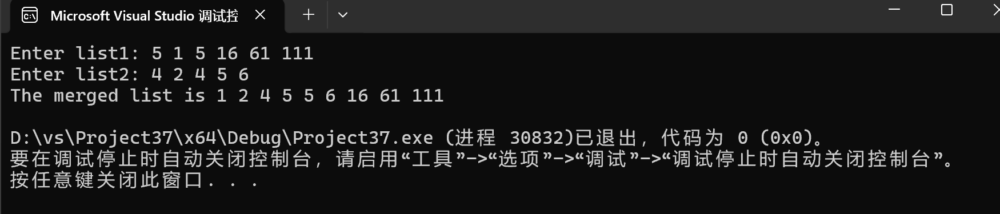 Microsoft Visual Studio 调试控
Enter list1: 5 1 5 16 61 111
Enter list2: 4 2 4 5 6
The merged list is 1 2 4 5 5 6 16 61 111
D:\vs\Project37\x64\Debug\Project37.exe (进程 30832)已退出，代码为 0 (0x0)。
要在调试停止时自动关闭控制台，请启用“工具”->“选项”->“调试”->“调试停止时自动关闭控制台”。
按任意键关闭此窗口. . .